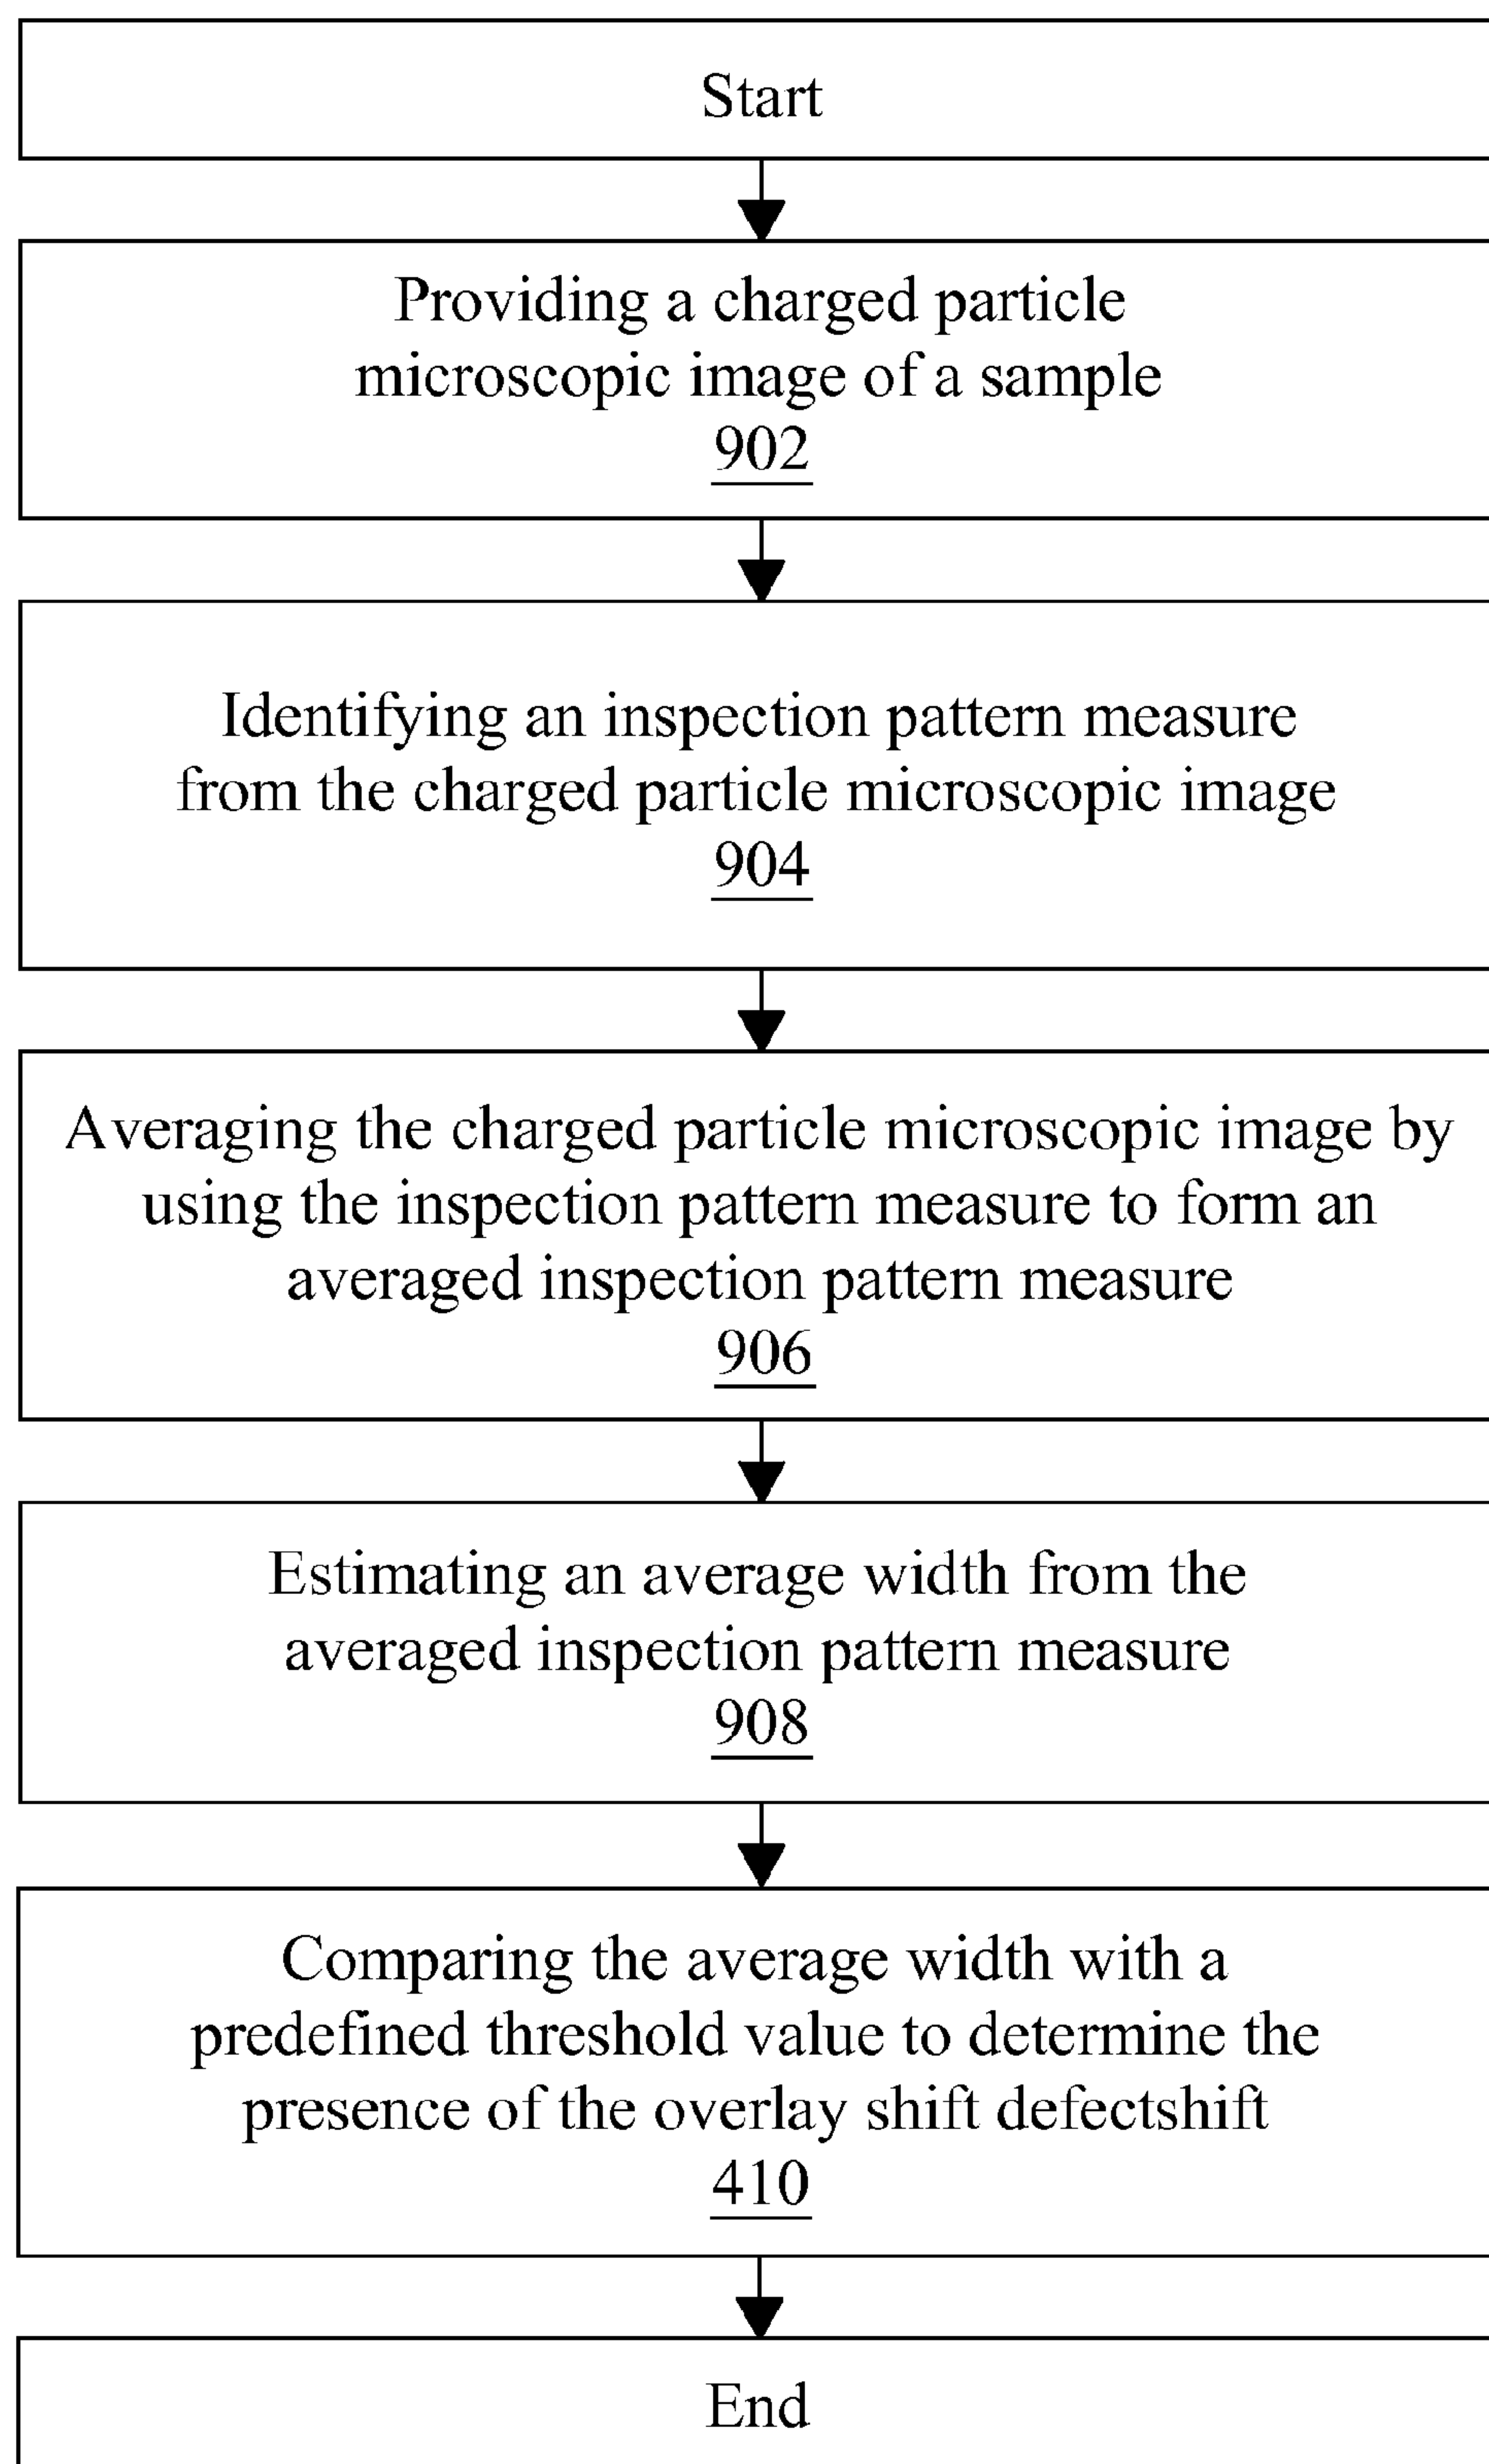 Start
Providing a charged particle
microscopic image of a sample
902
Identifying an inspection pattern measure
from the charged particle microscopic image
904
Averaging the charged particle microscopic image by
using the inspection pattern measure to form an
averaged inspection pattern measure
906
Estimating an average width from the
averaged inspection pattern measure
908
Comparing the average width with a
predefined threshold value to determine the
presence of the overlay shift defectshift
410
End